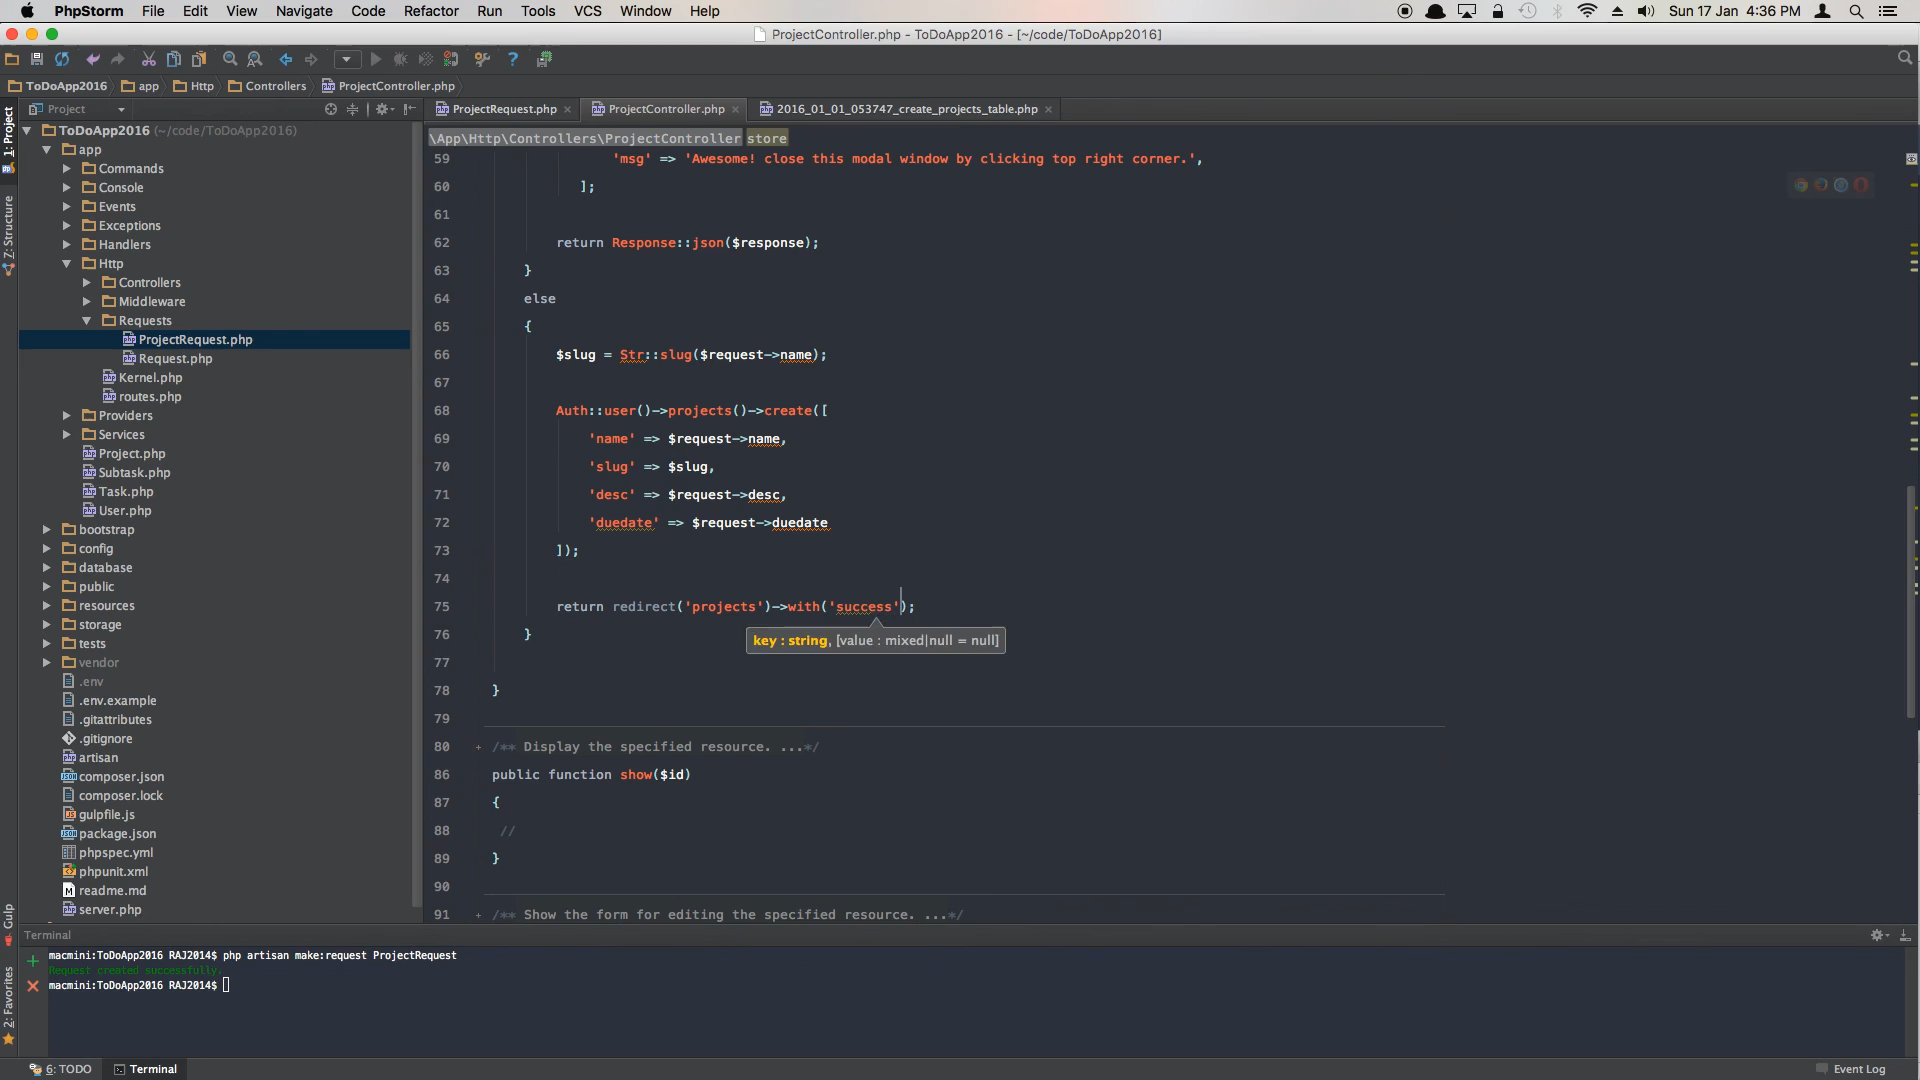 PhpStorm File Edit View Navigate Code Refactor Run Tools VCS Window Help Sun 17 Jan 4:36 PM
ProjectController.php - ToDoApp2016 - [~/code/ToDoApp2016]
ToDoApp2016 app Http Controllers ProjectController.php
1: Project
Z: Structure
Gulp
2: Favorites
Project
ToDoApp2016 (~/code/ToDoApp2016)
app
Commands
Console
Events
Exceptions
Handlers
Http
Controllers
Middleware
Requests
ProjectRequest.php
Request.php
Kernel.php
routes.php
Providers
Services
Project.php
Subtask.php
Task.php
User.php
bootstrap
config
database
public
resources
storage
tests
vendor
.env
.env.example
.gitattributes
.gitignore
artisan
composer.json
composer.lock
gulpfile.js
package.json
phpspec.yml
phpunit.xml
readme.md
server.php
ProjectRequest.php ProjectController.php 2016_01_01_053747_create_projects_table.php
\App\Http\Controllers\ProjectController store
59 'msg' => 'Awesome! close this modal window by clicking top right corner.',
60 ];
61
62 return Response::json($response);
63 }
64 else
65 {
66 $slug = Str::slug($request->name);
67
68 Auth::user()->projects()->create([
69 'name' => $request->name,
70 'slug' => $slug,
71 'desc' => $request->desc,
72 'duedate' => $request->duedate
73 ]);
74
75 return redirect('projects')->with('success');
key : string, [value : mixed|null = null]
76 }
77
78 }
79
80 /** Display the specified resource. ...*/
86 public function show($id)
87 {
88 //
89 }
90
91 /** Show the form for editing the specified resource. ...*/
Terminal
macmini:ToDoApp2016 RAJ2014$ php artisan make:request ProjectRequest
Request created successfully.
macmini:ToDoApp2016 RAJ2014$
6: TODO Terminal Event Log